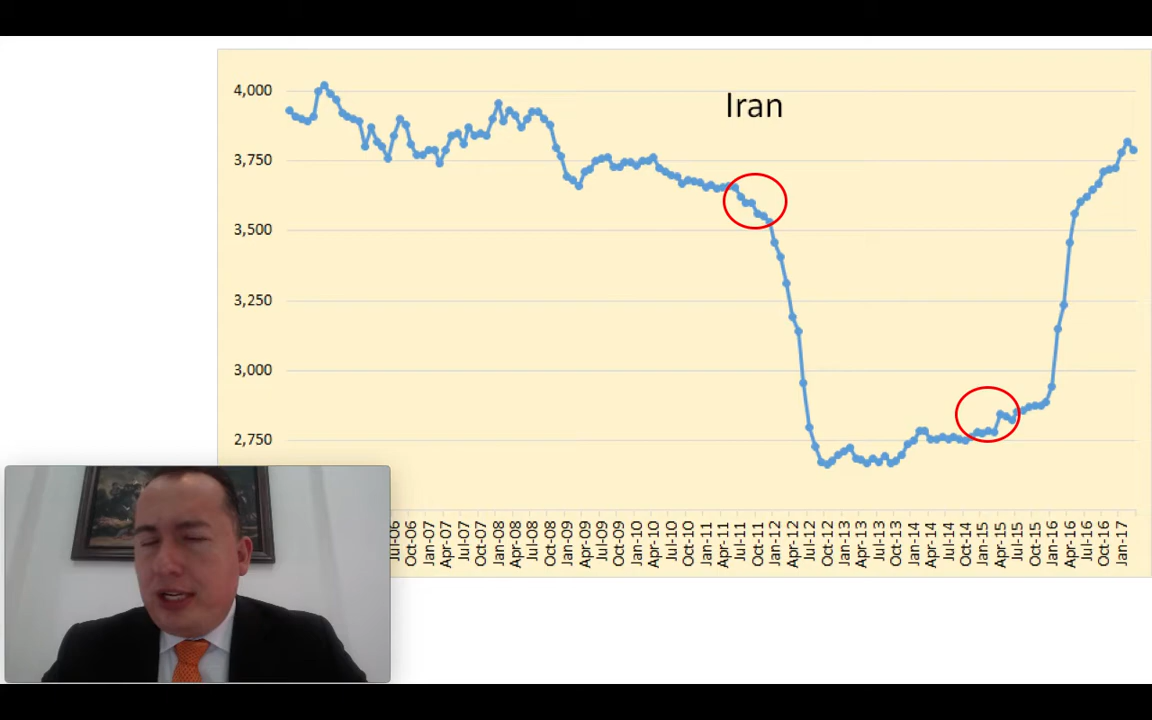 Iran
4,000
3,750
3,500
3,250
3,000
2,750
Jul-06
Oct-06
Jan-07
Apr-07
Jul-07
Oct-07
Jan-08
Apr-08
Jul-08
Oct-08
Jan-09
Apr-09
Jul-09
Oct-09
Jan-10
Apr-10
Jul-10
Oct-10
Jan-11
Apr-11
Jul-11
Oct-11
Jan-12
Apr-12
Jul-12
Oct-12
Jan-13
Apr-13
Jul-13
Oct-13
Jan-14
Apr-14
Jul-14
Oct-14
Jan-15
Apr-15
Jul-15
Oct-15
Jan-16
Apr-16
Jul-16
Oct-16
Jan-17